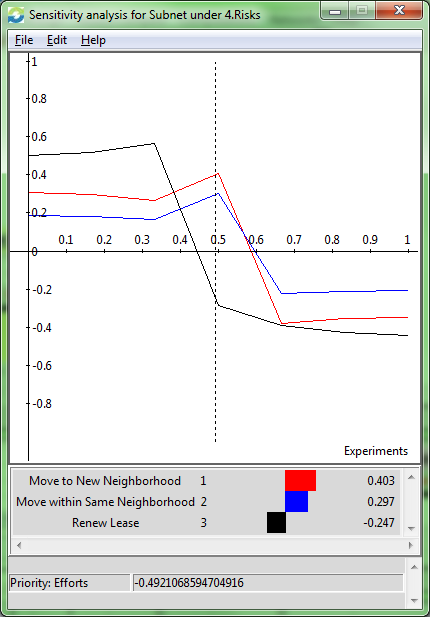 Sensitivity analysis for Subnet under 4.Risks
File Edit Help
1
0.8
0.6
0.4
0.2
0.1 0.2 0.3 0.4 0.5 0.6 0.7 0.8 0.9 1
0
-0.2
-0.4
-0.6
-0.8
Experiments
Move to New Neighborhood 1 0.403
Move within Same Neighborhood 2 0.297
Renew Lease 3 -0.247
Priority: Efforts -0.4921068594704916